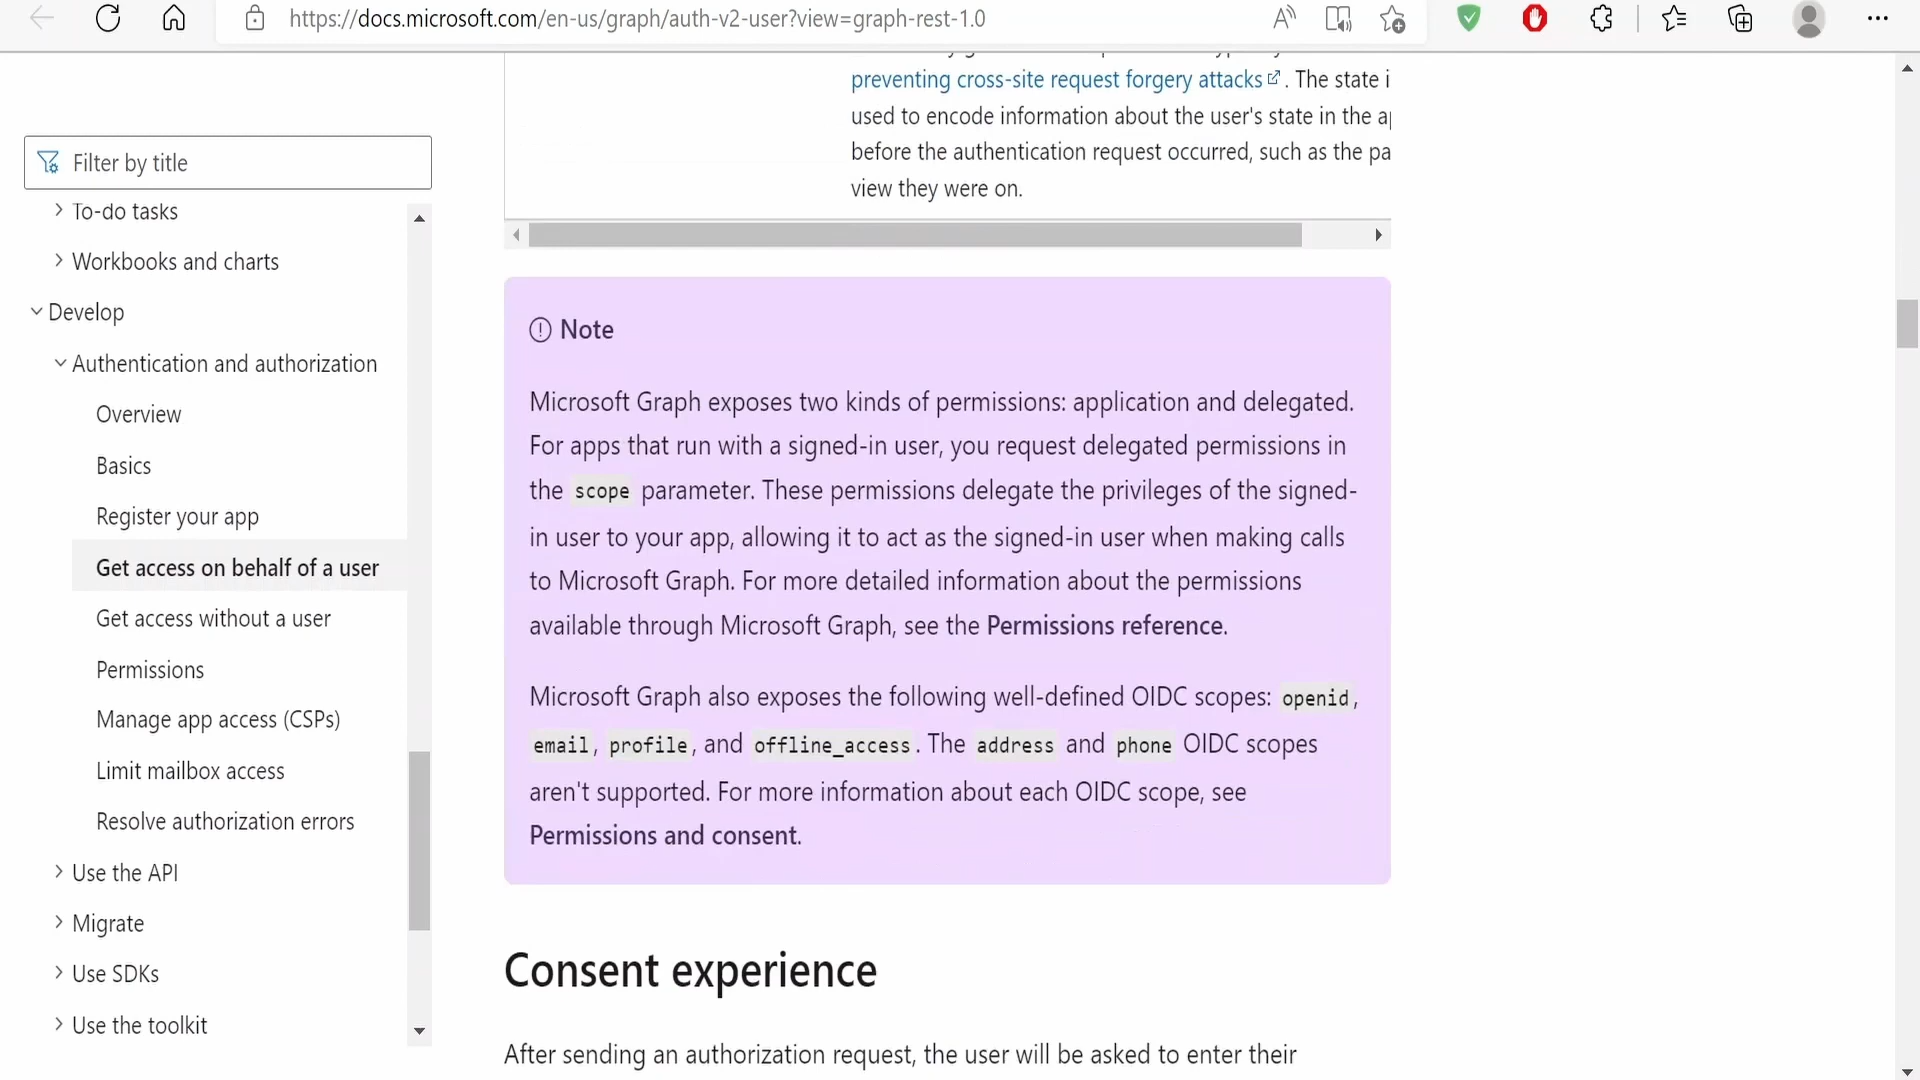 https://docs.microsoft.com/en-us/graph/auth-v2-user?view=graph-rest-1.0
Filter by title
To-do tasks
Workbooks and charts
Develop
Authentication and authorization
Overview
Basics
Register your app
Get access on behalf of a user
Get access without a user
Permissions
Manage app access (CSPs)
Limit mailbox access
Resolve authorization errors
Use the API
Migrate
Use SDKs
Use the toolkit
preventing cross-site request forgery attacks. The state i
used to encode information about the user's state in the a
before the authentication request occurred, such as the pa
view they were on.
Note
Microsoft Graph exposes two kinds of permissions: application and delegated.
For apps that run with a signed-in user, you request delegated permissions in
the scope parameter. These permissions delegate the privileges of the signed-
in user to your app, allowing it to act as the signed-in user when making calls
to Microsoft Graph. For more detailed information about the permissions
available through Microsoft Graph, see the Permissions reference.
Microsoft Graph also exposes the following well-defined OIDC scopes: openid,
email, profile, and offline_access. The address and phone OIDC scopes
aren't supported. For more information about each OIDC scope, see
Permissions and consent.
Consent experience
After sending an authorization request, the user will be asked to enter their